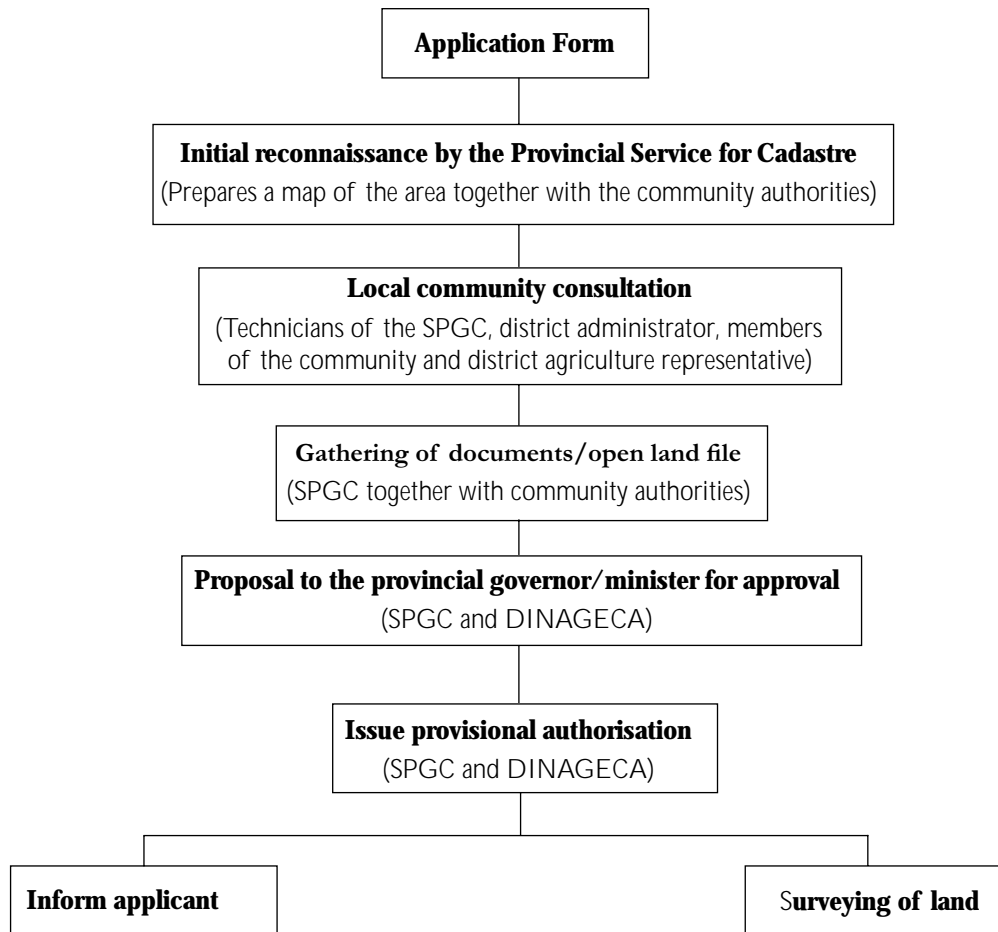 Application Form
Initial reconnaissance by the Provincial Service for Cadastre
(Prepares a map of the area together with the community authorities)
Local community consultation
(Technicians of the SPGC, district administrator, members
of the community and district agriculture representative)
Gathering of documents/open land file
(SPGC together with community authorities)
Proposal to the provincial governor/minister for approval
(SPGC and DINAGECA)
Issue provisional authorisation
(SPGC and DINAGECA)
Inform applicant
Surveying of land